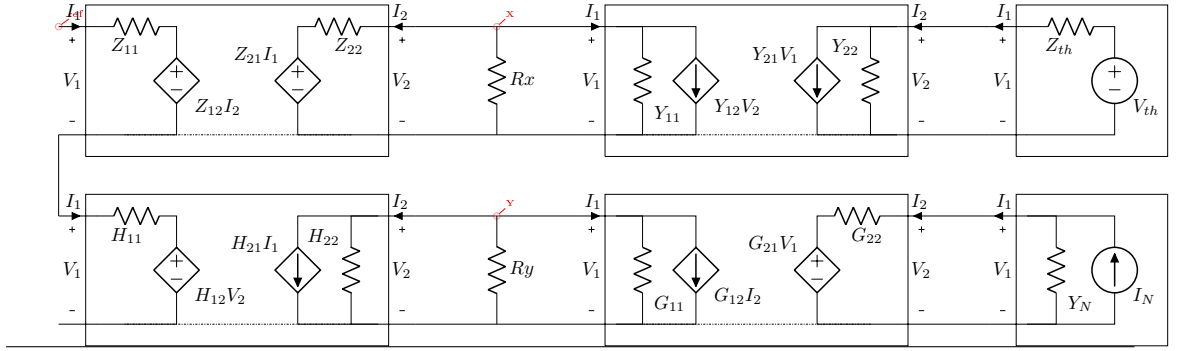 ref X
I1 I2 I1 I2 I1
+ Z11 Z22 + + Y21V1 Y22 + + Zth
V1 + Z21I1 + V2 Rx V1 V2 V1 + Vth
− Z12I2 − Y11 Y12V2 − −
Y
I1 I2 I1 I2 I1
+ H11 H21I1 H22 + + G21V1 G22 + +
V1 + V2 Ry V1 + V2 V1
− H12V2 − G11 G12I2 − − YN IN